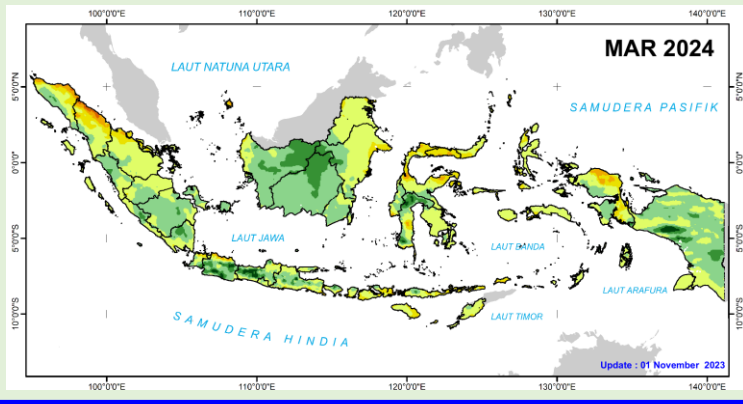 100°0'0"E 110°0'0"E 120°0'0"E 130°0'0"E 140°0'0"E
MAR 2024
LAUT NATUNA UTARA
5°0'0"N 5°0'0"N
SAMUDERA PASIFIK
0°0'0" 0°0'0"
LAUT JAWA
LAUT BANDA
5°0'0"S 5°0'0"S
LAUT ARAFURA
10°0'0"S 10°0'0"S
SAMUDERA HINDIA
LAUT TIMOR
Update : 01 November 2023
100°0'0"E 110°0'0"E 120°0'0"E 130°0'0"E 140°0'0"E